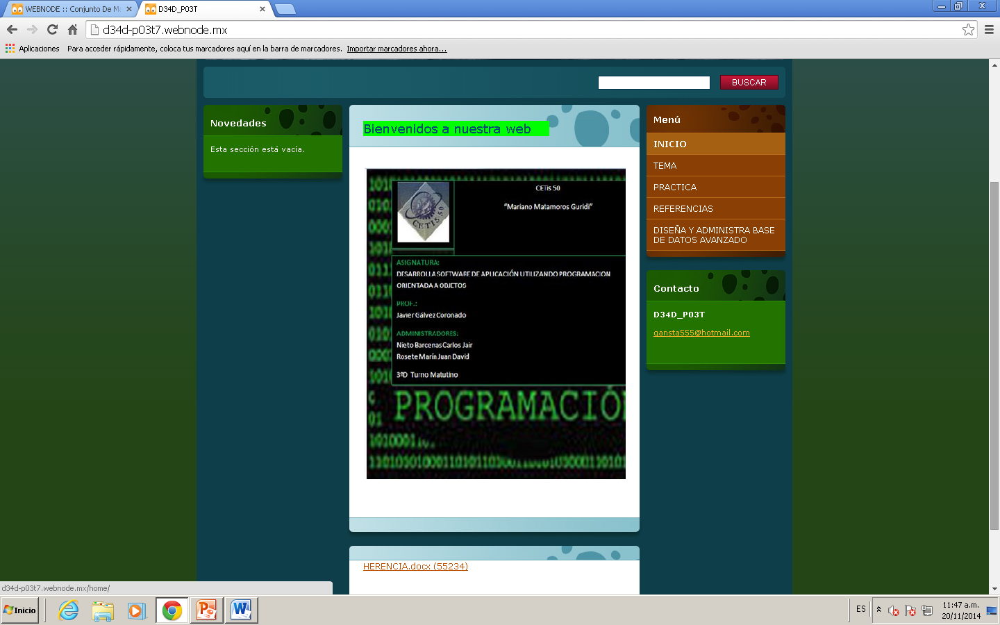 WEBNODE :: Conjunto De Ma
D34D_P03T
d34d-p03t7.webnode.mx
Aplicaciones
Para acceder rápidamente, coloca tus marcadores aquí en la barra de marcadores. Importar marcadores ahora...
BUSCAR
Novedades
Esta sección está vacía.
Bienvenidos a nuestra web
CETis 50
"Mariano Matamoros Guridi"
CETIS 50
ASIGNATURA:
DESARROLLA SOFTWARE DE APLICACIÓN UTILIZANDO PROGRAMACION
ORIENTADA A OBJETOS
PROF.:
Javier Gálvez Coronado
ADMINISTRADORES:
Nieto Barcenas Carlos Jair
Rosete Marín Juan David
3ºD Turno Matutino
PROGRAMACIÓN
HERENCIA.docx (55234)
Menú
INICIO
TEMA
PRACTICA
REFERENCIAS
DISEÑA Y ADMINISTRA BASE
DE DATOS AVANZADO
Contacto
D34D_P03T
gansta555@hotmail.com
d34d-p03t7.webnode.mx/home/
Inicio
ES
11:47 a.m.
20/11/2014